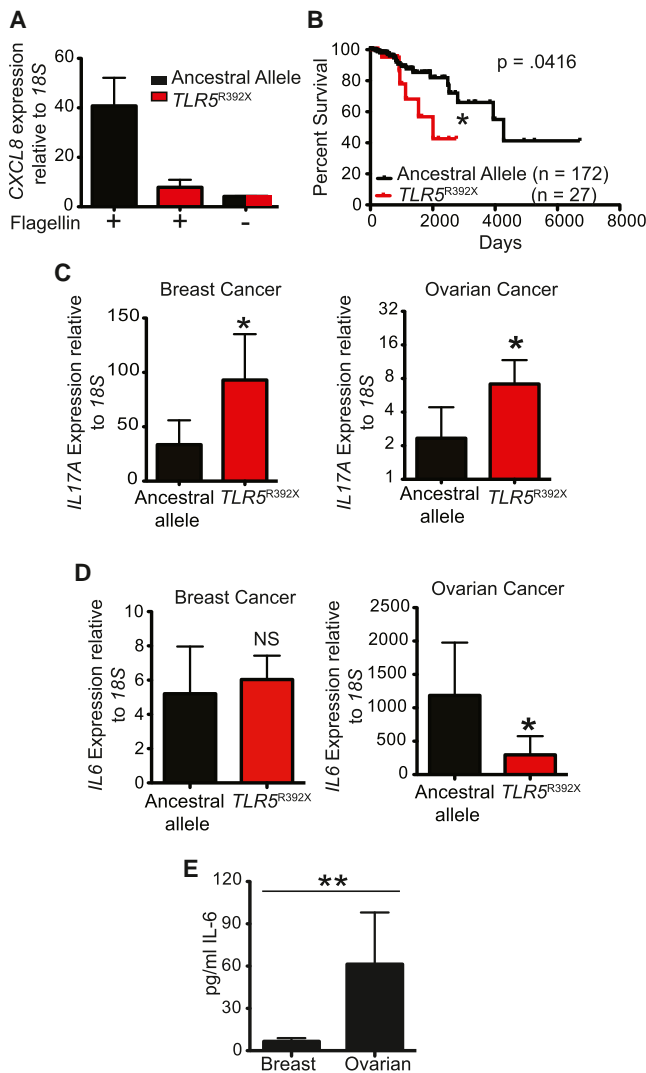 A
CXCL8 expression
relative to 18S
60
40
20
0
Ancestral Allele
TLR5R392X
Flagellin + + -
B
Percent Survival
100
80
60
40
20
0
p = .0416
*
Ancestral Allele (n = 172)
TLR5R392X (n = 27)
0 2000 4000 6000 8000
Days
C
Breast Cancer
IL17A Expression relative
to 18S
150
100
50
0
*
Ancestral
allele
TLR5R392X
Ovarian Cancer
IL17A Expression relative
to 18S
32
16
8
4
2
1
*
Ancestral
allele
TLR5R392X
D
Breast Cancer
IL6 Expression relative
to 18S
10
8
6
4
2
0
NS
Ancestral
allele
TLR5R392X
Ovarian Cancer
IL6 Expression relative
to 18S
2500
2000
1500
1000
500
0
*
Ancestral
allele
TLR5R392X
E
pg/ml IL-6
120
90
60
30
0
**
Breast Ovarian